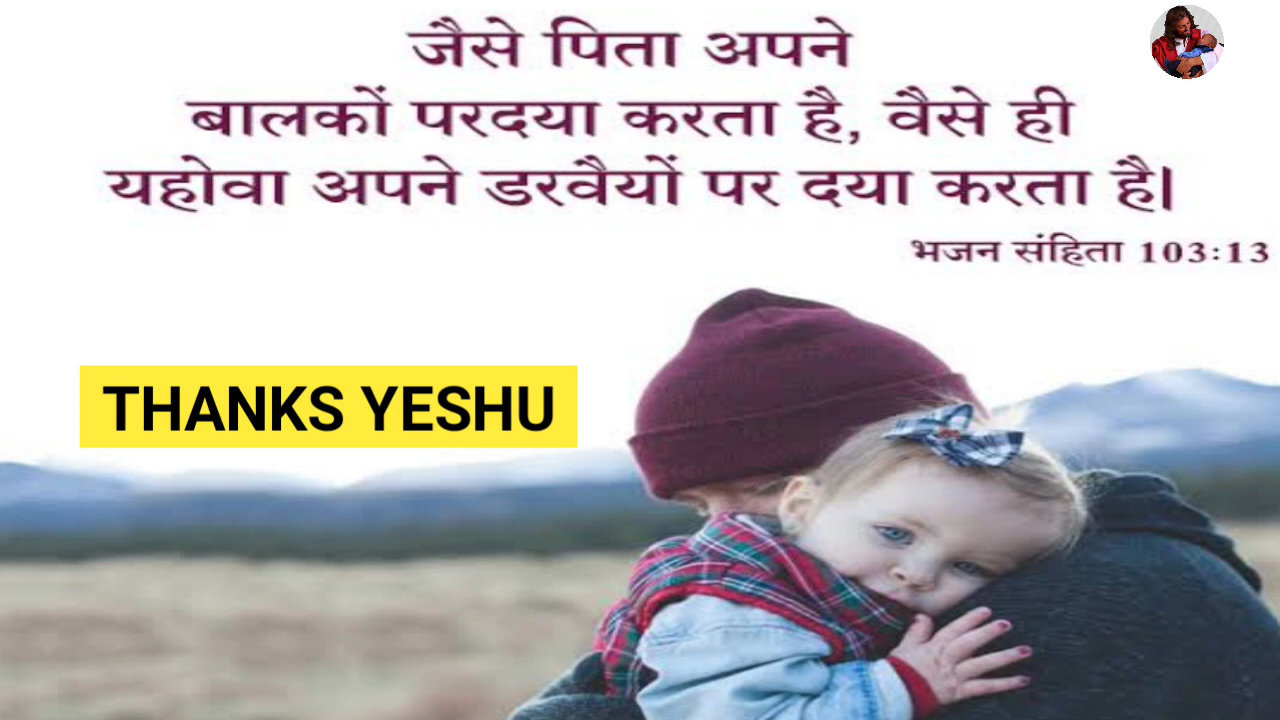 जैसे पिता अपने
बालकों परदया करता है, वैसे ही
यहोवा अपने डरवैयों पर दया करता है।
भजन संहिता 103:13
THANKS YESHU